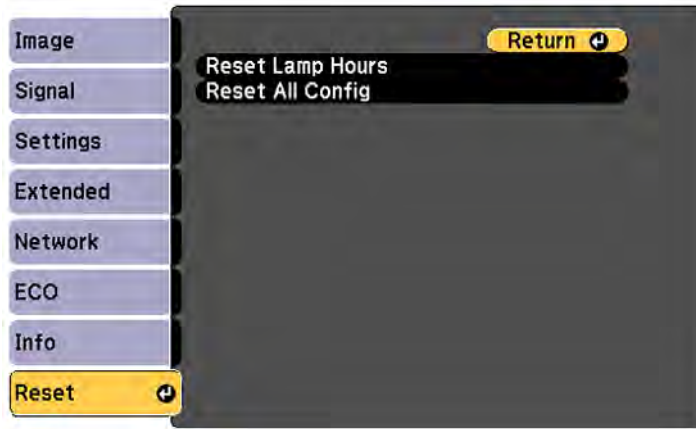 Image
Signal
Settings
Extended
Network
ECO
Info
Reset
Return
Reset Lamp Hours
Reset All Config